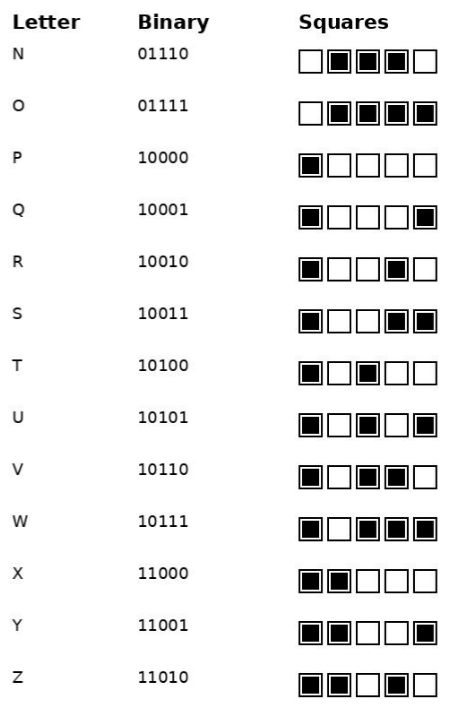 Letter Binary Squares
N 01110
O 01111
P 10000
Q 10001
R 10010
S 10011
T 10100
U 10101
V 10110
W 10111
X 11000
Y 11001
Z 11010